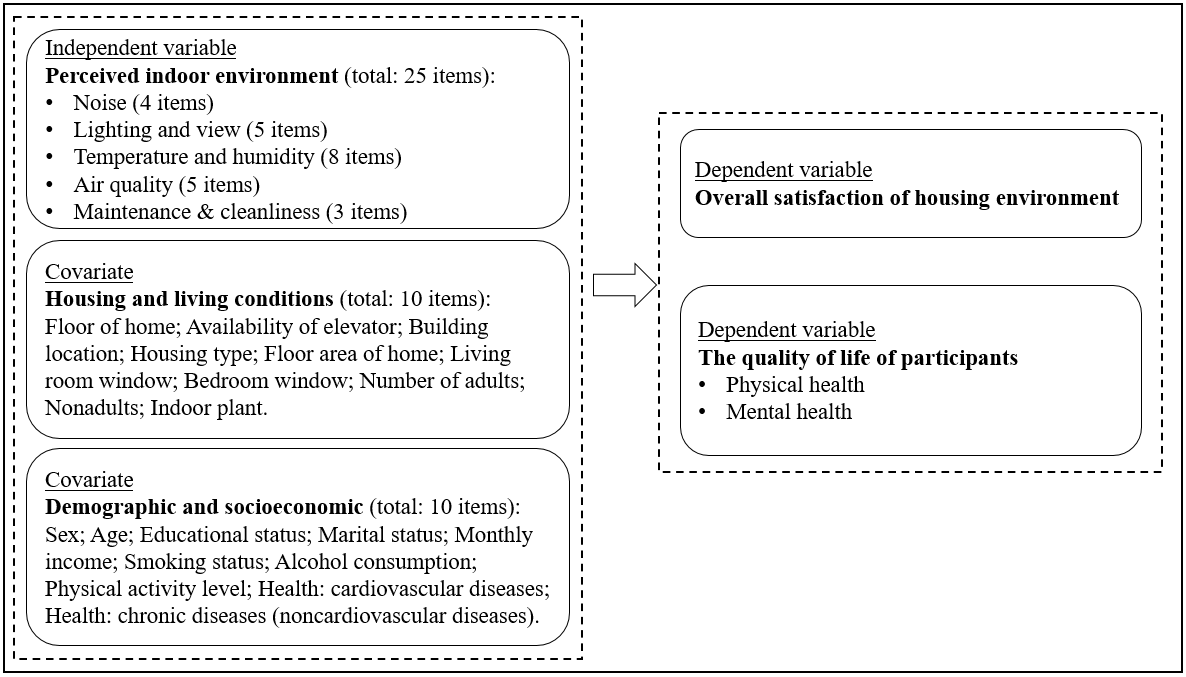 Independent variable
Perceived indoor environment (total: 25 items):
• Noise (4 items)
• Lighting and view (5 items)
• Temperature and humidity (8 items)
• Air quality (5 items)
• Maintenance & cleanliness (3 items)
Covariate
Housing and living conditions (total: 10 items):
Floor of home; Availability of elevator; Building
location; Housing type; Floor area of home; Living
room window; Bedroom window; Number of adults;
Nonadults; Indoor plant.
Covariate
Demographic and socioeconomic (total: 10 items):
Sex; Age; Educational status; Marital status; Monthly
income; Smoking status; Alcohol consumption;
Physical activity level; Health: cardiovascular diseases;
Health: chronic diseases (noncardiovascular diseases).
Dependent variable
Overall satisfaction of housing environment
Dependent variable
The quality of life of participants
• Physical health
• Mental health